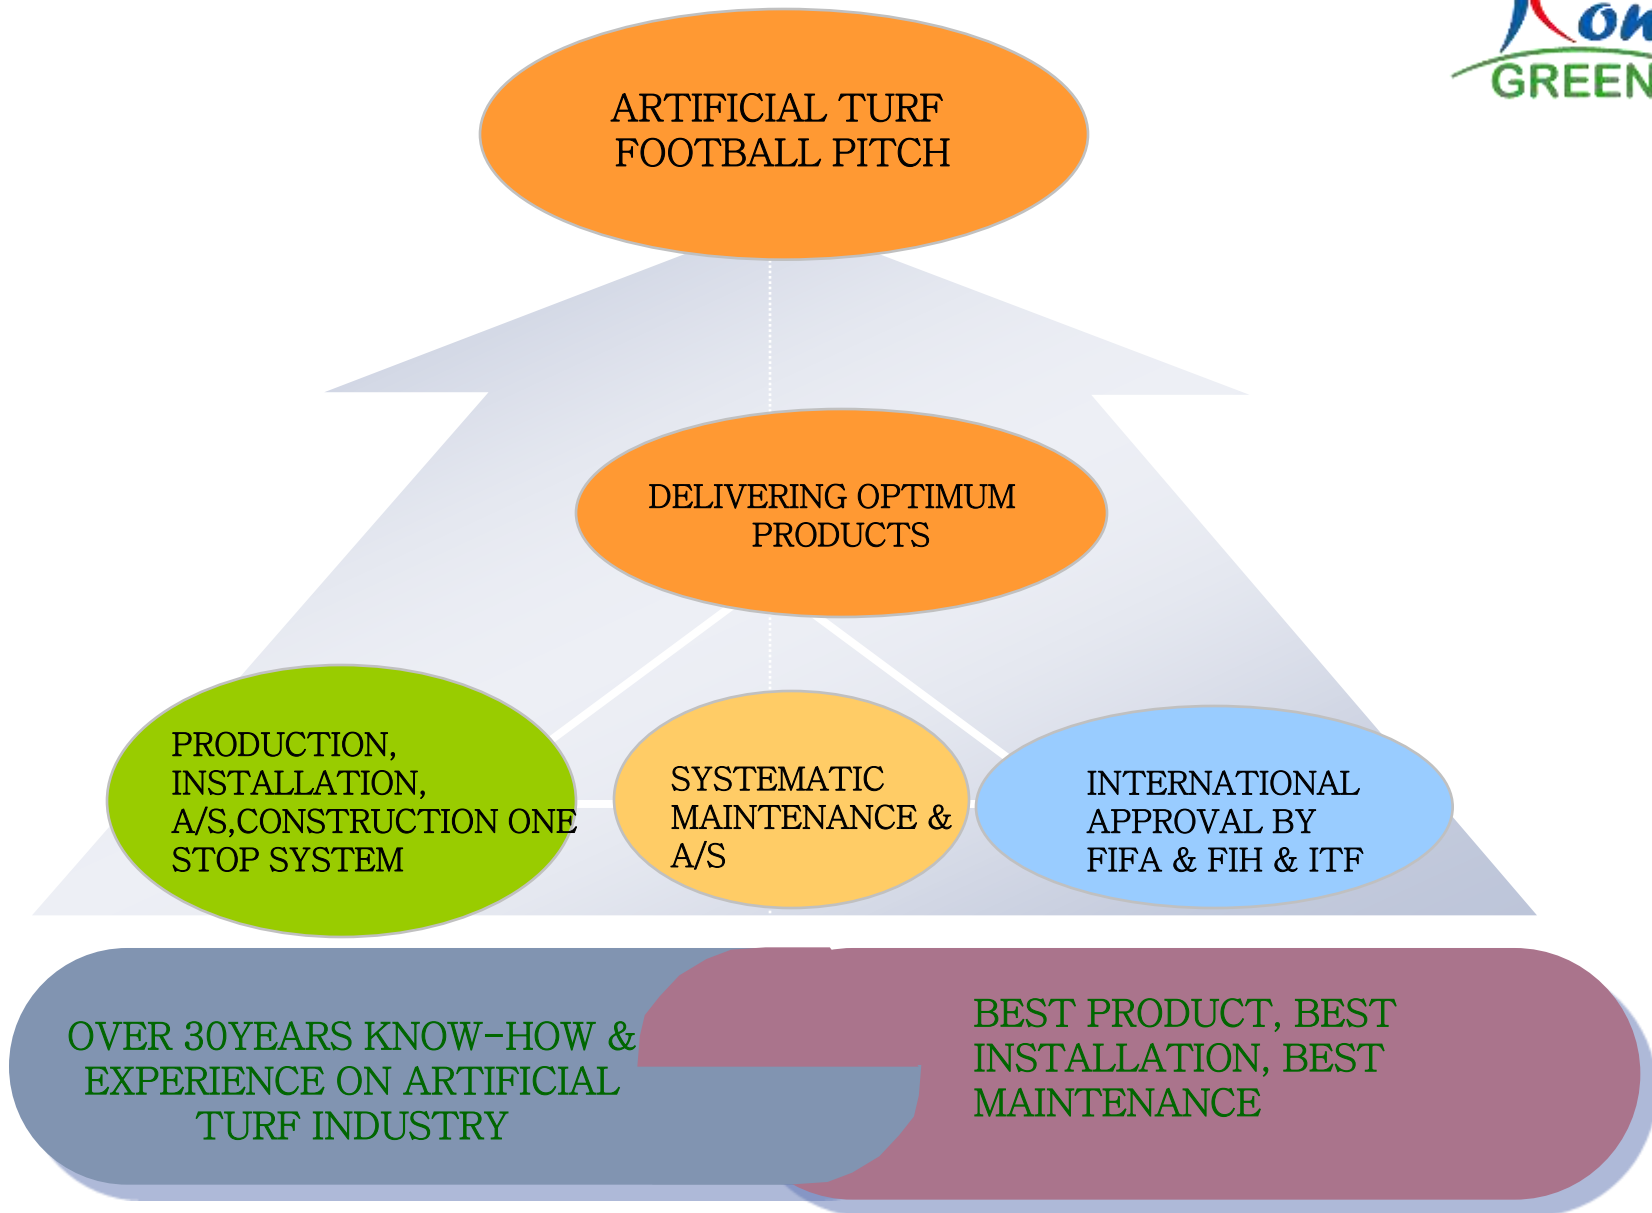 GREEN
ARTIFICIAL TURF
FOOTBALL PITCH
DELIVERING OPTIMUM
PRODUCTS
PRODUCTION,
INSTALLATION,
A/S,CONSTRUCTION ONE
STOP SYSTEM
SYSTEMATIC
MAINTENANCE &
A/S
INTERNATIONAL
APPROVAL BY
FIFA & FIH & ITF
OVER 30YEARS KNOW-HOW &
EXPERIENCE ON ARTIFICIAL
TURF INDUSTRY
BEST PRODUCT, BEST
INSTALLATION, BEST
MAINTENANCE